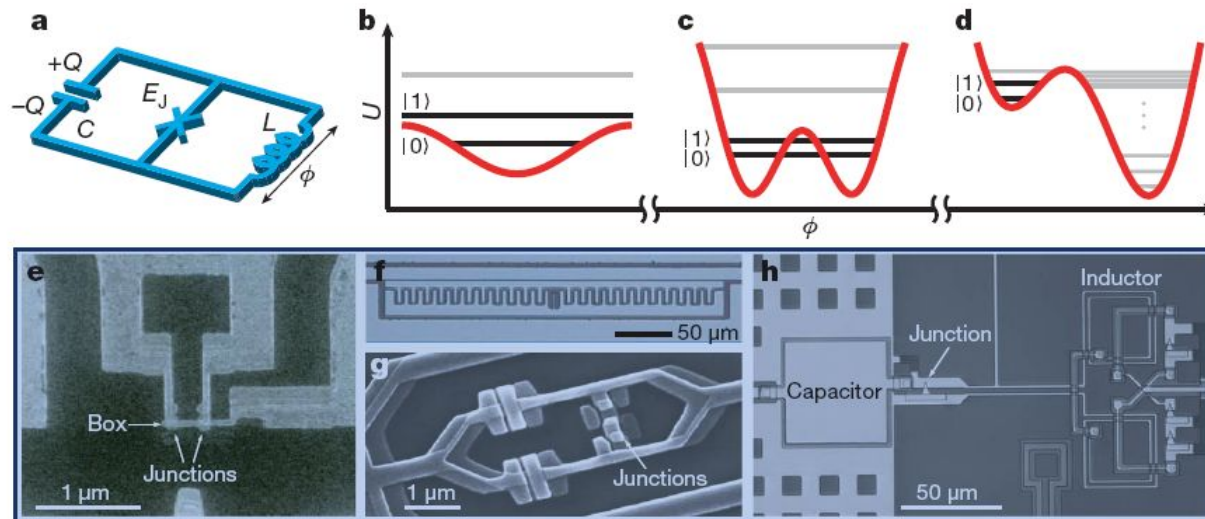 a
+Q
−Q
C
E_J
L
ϕ
b
U
|1⟩
|0⟩
c
|1⟩
|0⟩
ϕ
d
|1⟩
|0⟩
e
Box
Junctions
1 µm
f
50 µm
g
Junctions
1 µm
h
Inductor
Junction
Capacitor
50 µm